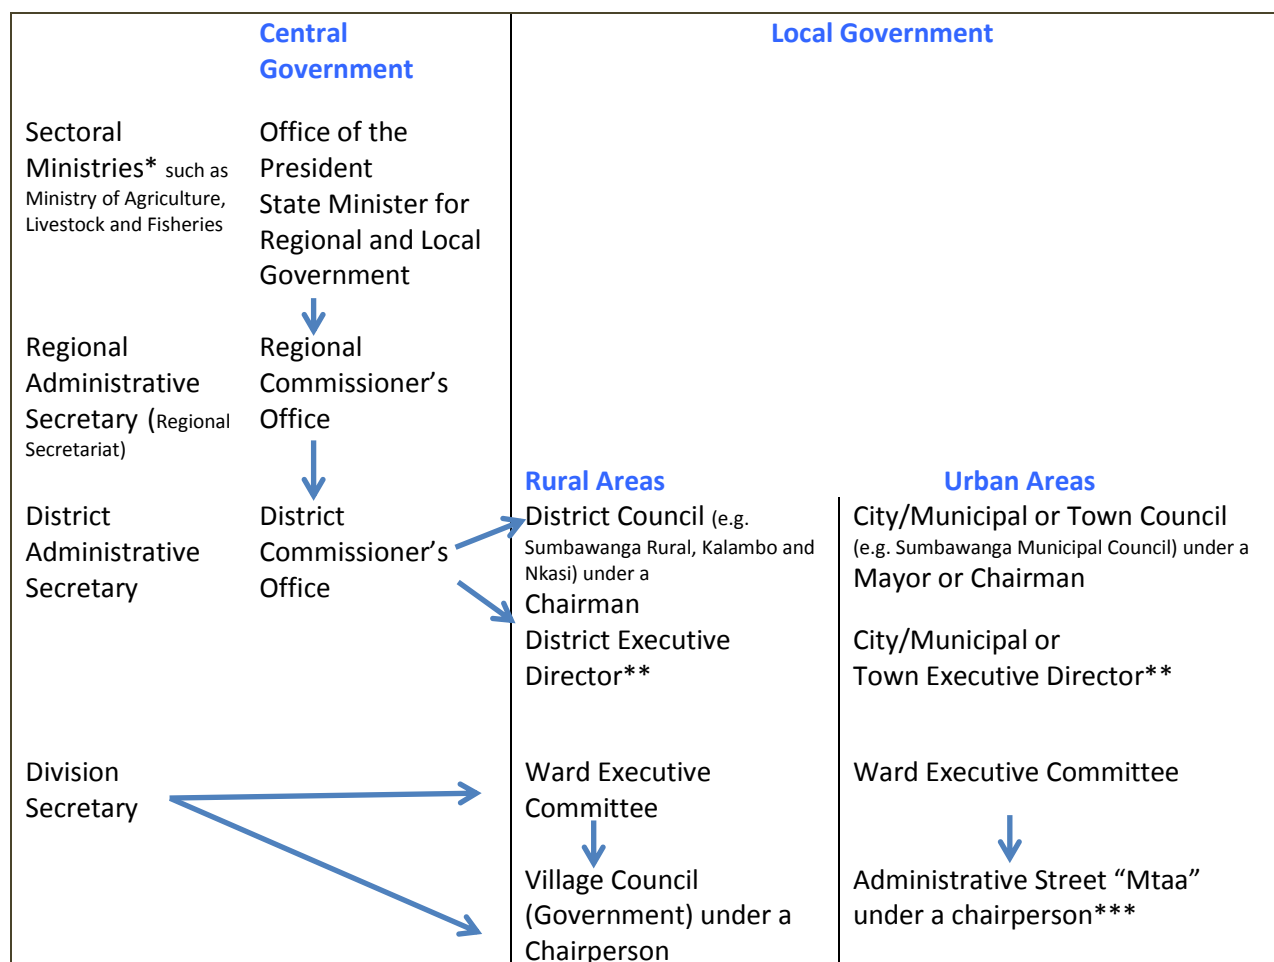 Central
Government
Local Government
Sectoral
Ministries* such as
Ministry of Agriculture,
Livestock and Fisheries
Office of the
President
State Minister for
Regional and Local
Government
Regional
Administrative
Secretary (Regional
Secretariat)
Regional
Commissioner’s
Office
Rural Areas
Urban Areas
District
Administrative
Secretary
District
Commissioner’s
Office
District Council (e.g.
Sumbawanga Rural, Kalambo and
Nkasi) under a
Chairman
District Executive
Director**
City/Municipal or Town Council
(e.g. Sumbawanga Municipal Council) under a
Mayor or Chairman
City/Municipal or
Town Executive Director**
Division
Secretary
Ward Executive
Committee
Village Council
(Government) under a
Chairperson
Ward Executive Committee
Administrative Street “Mtaa”
under a chairperson***